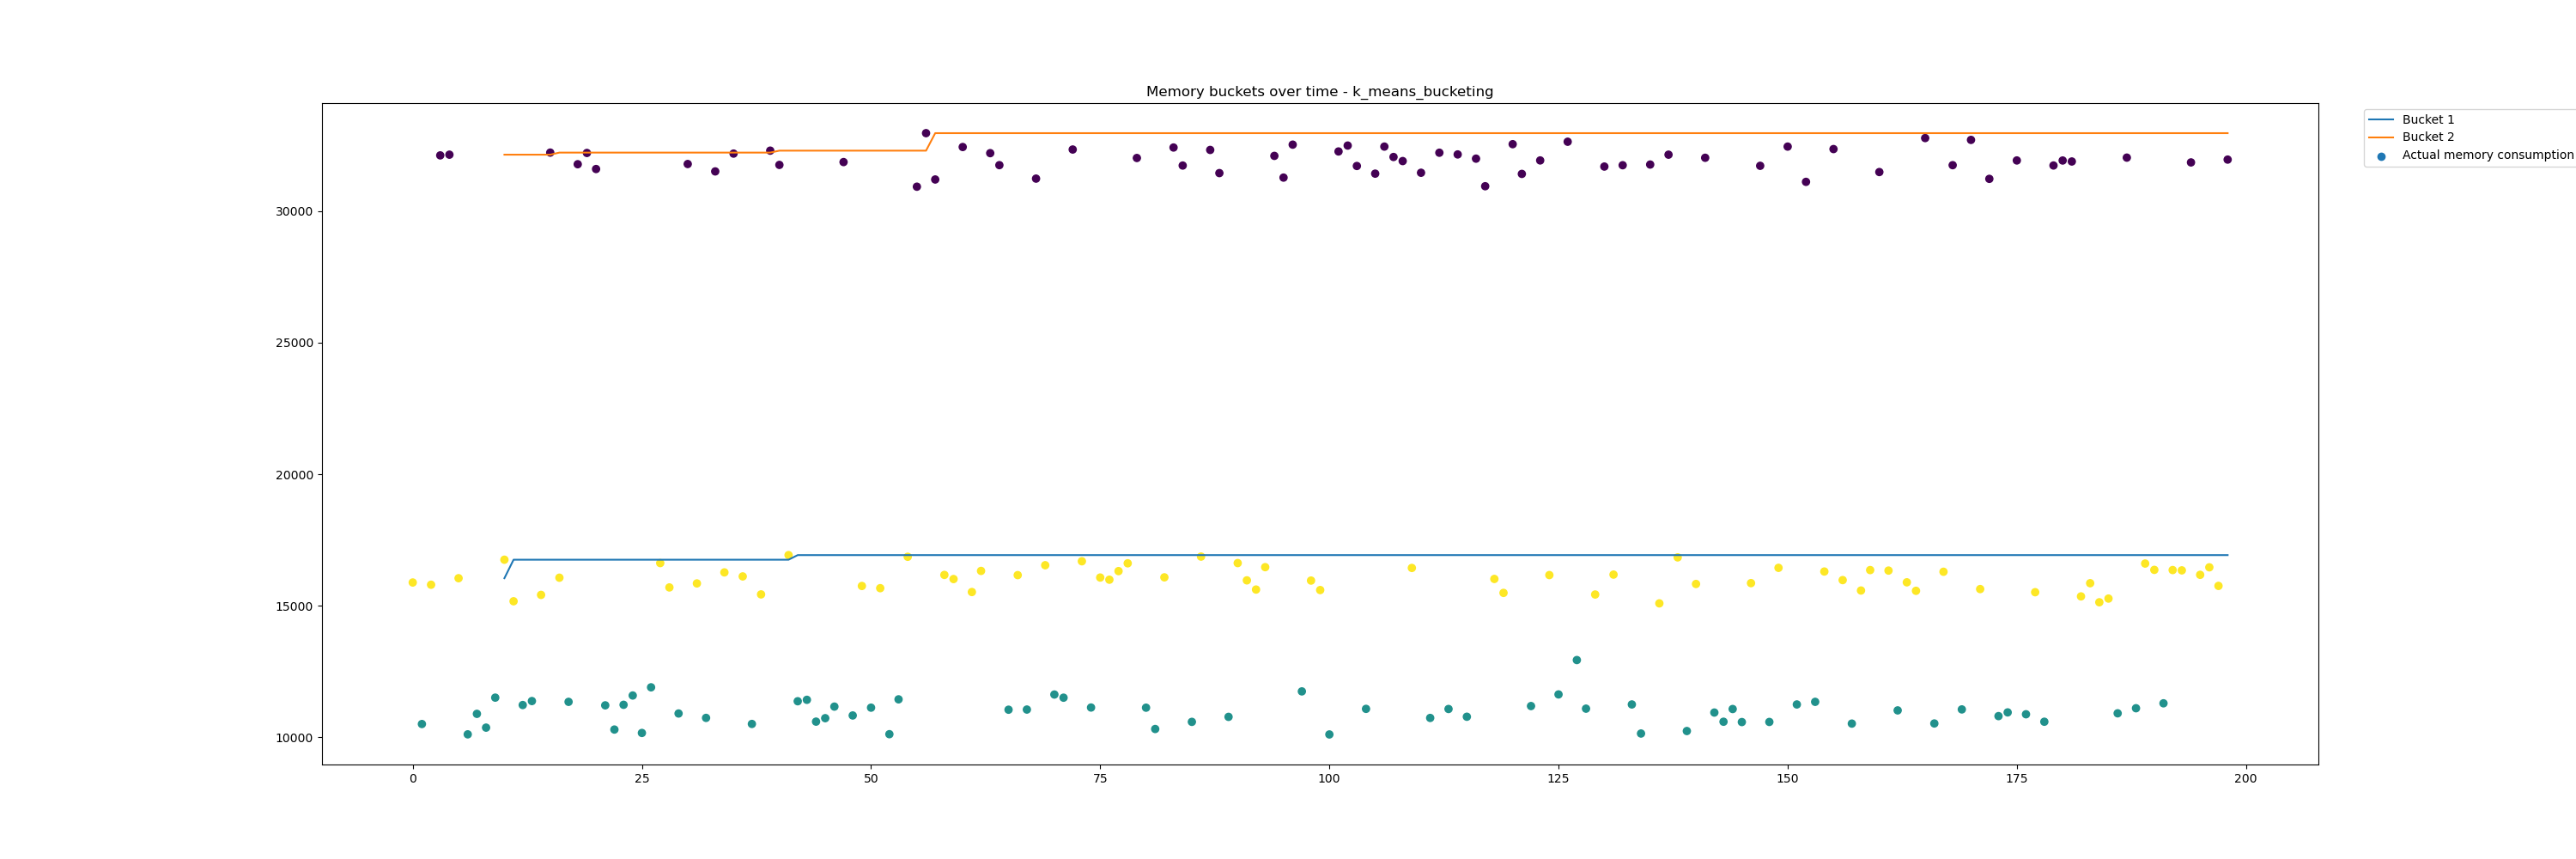 Memory buckets over time - k_means_bucketing
Bucket 1
Bucket 2
Actual memory consumption
30000
25000
20000
15000
10000
0 25 50 75 100 125 150 175 200